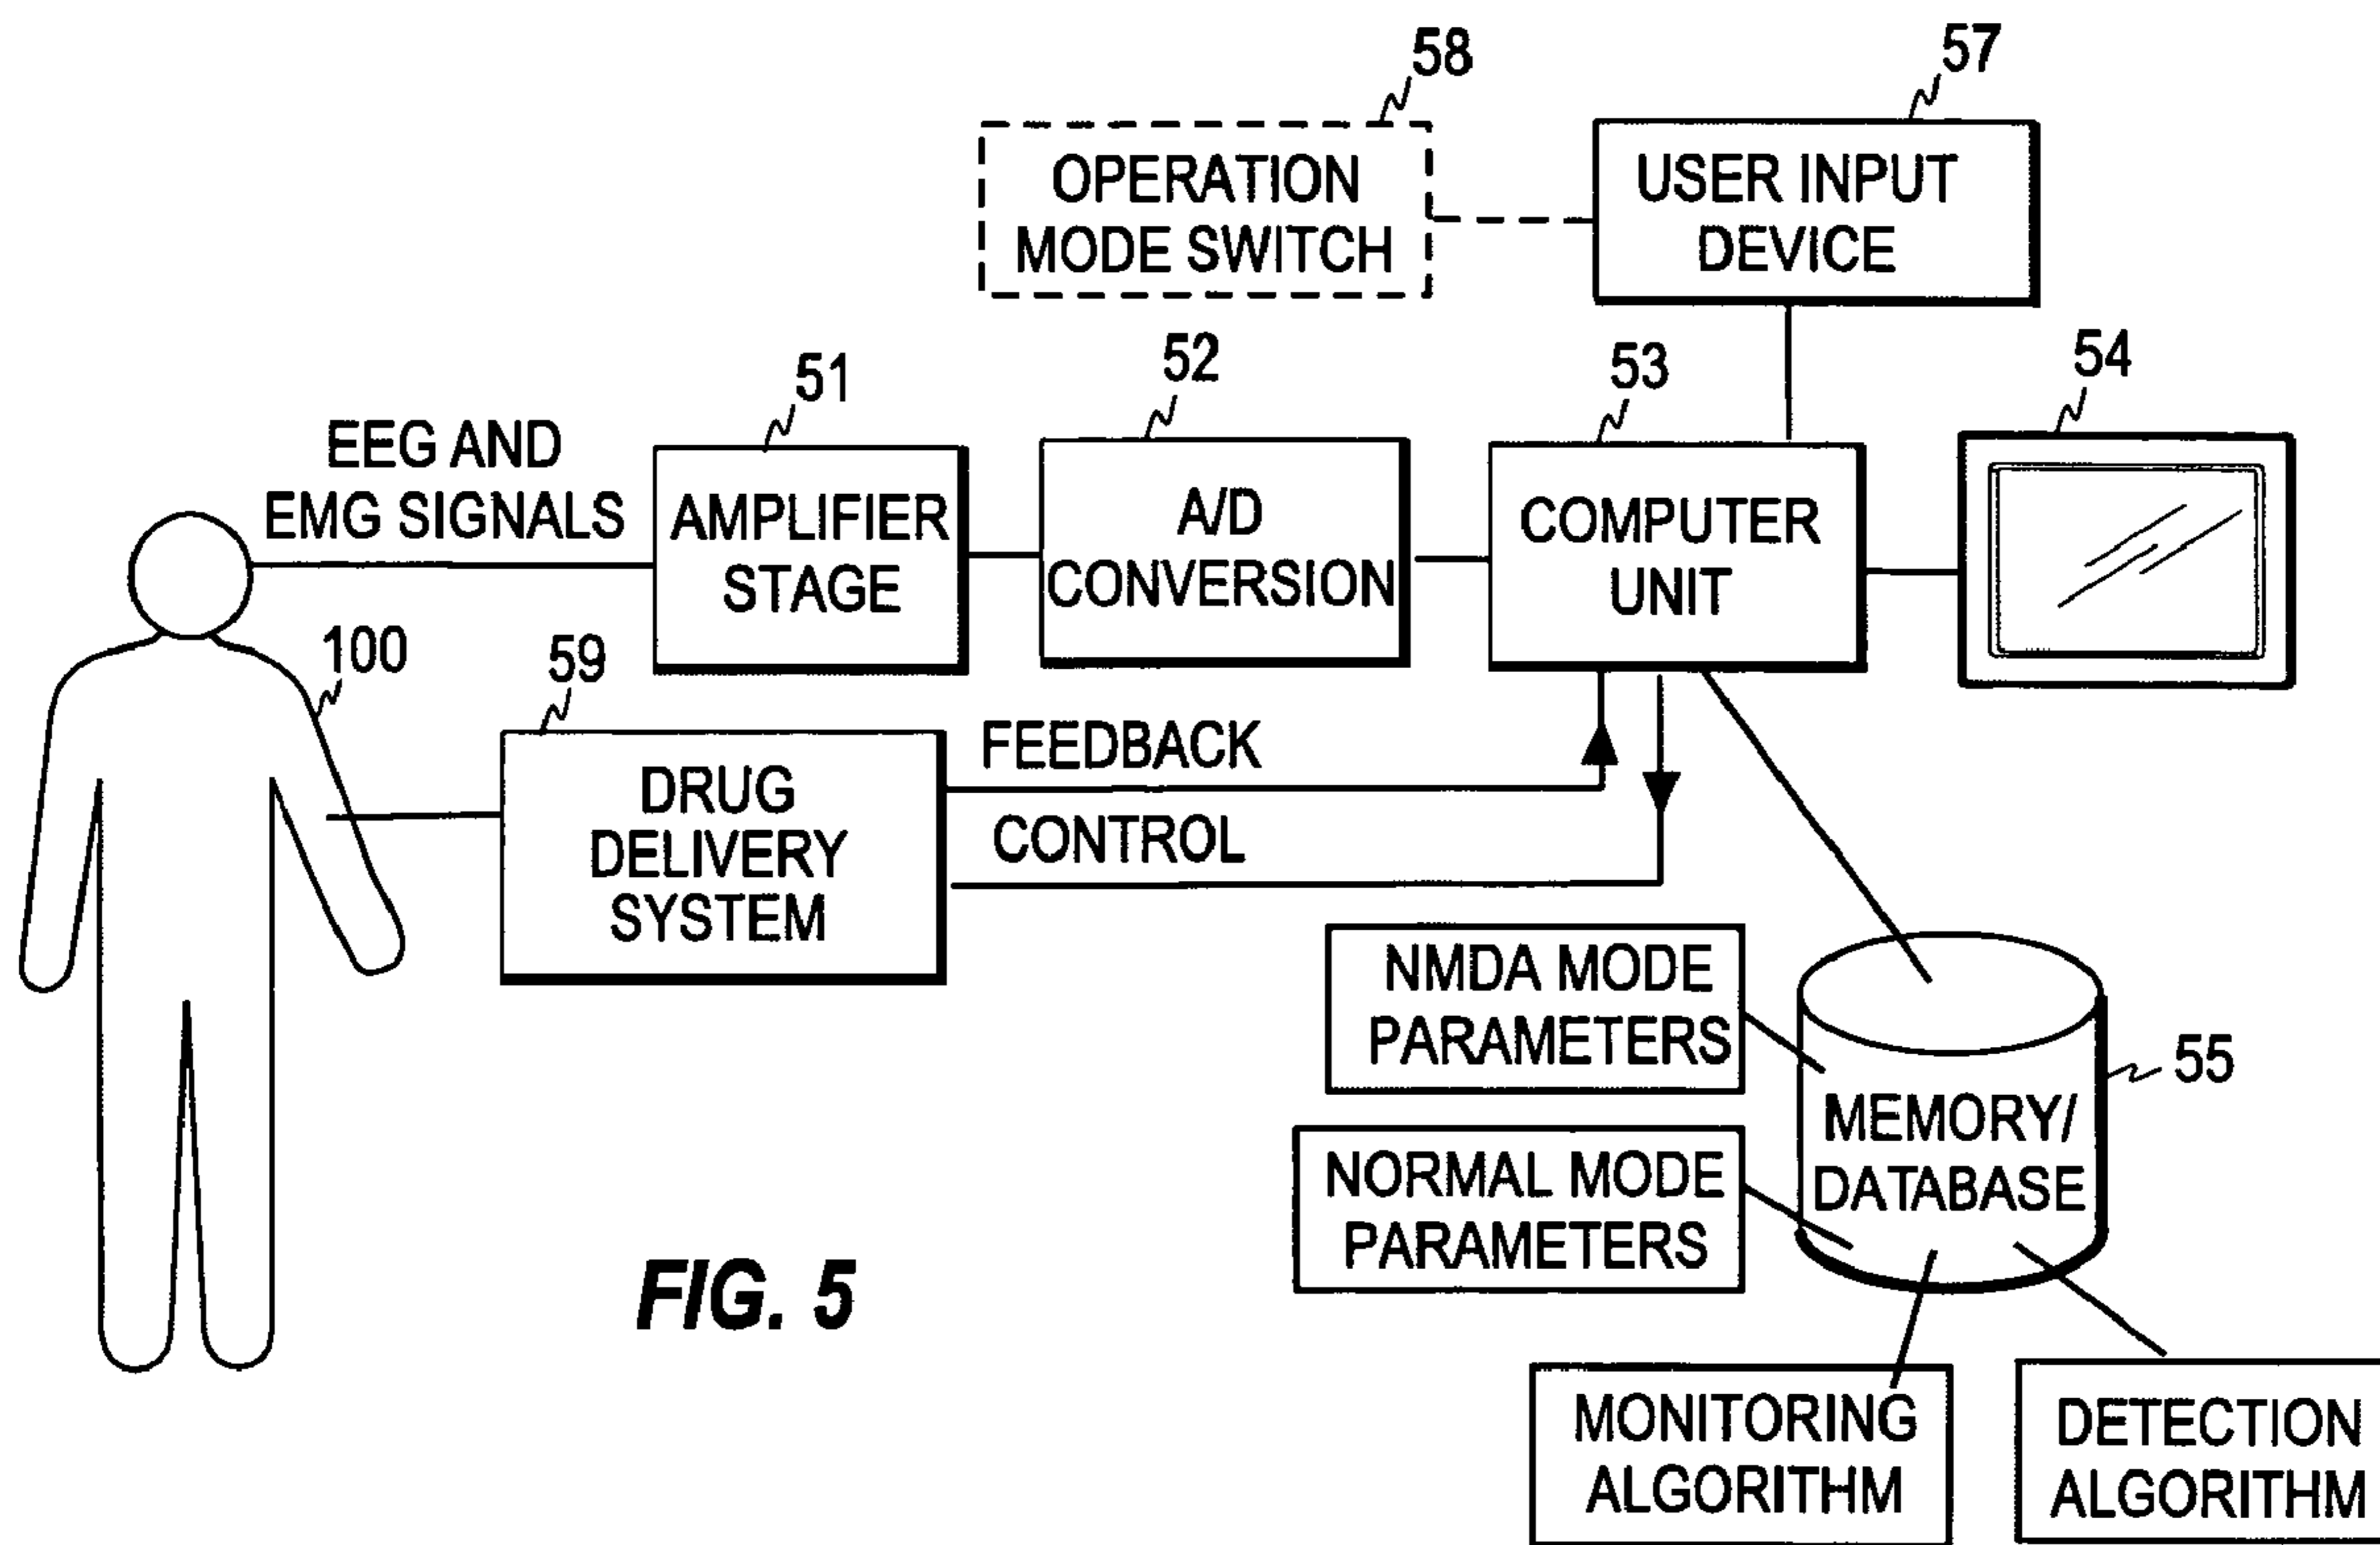 58
57
OPERATION
MODE SWITCH
USER INPUT
DEVICE
51
52
53
54
EEG AND
EMG SIGNALS
AMPLIFIER
STAGE
A/D
CONVERSION
COMPUTER
UNIT
100
59
DRUG
DELIVERY
SYSTEM
FEEDBACK
CONTROL
NMDA MODE
PARAMETERS
55
MEMORY/
DATABASE
NORMAL MODE
PARAMETERS
FIG. 5
MONITORING
ALGORITHM
DETECTION
ALGORITHM